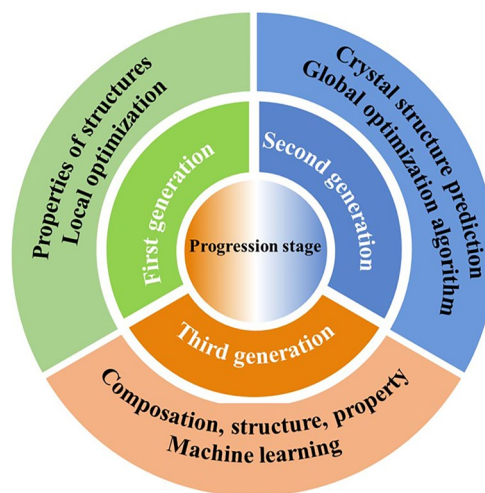 Properties of structures
Local optimization
First generation
Crystal structure prediction
Global optimization algorithm
Second generation
Progression stage
Third generation
Composation, structure, property
Machine learning